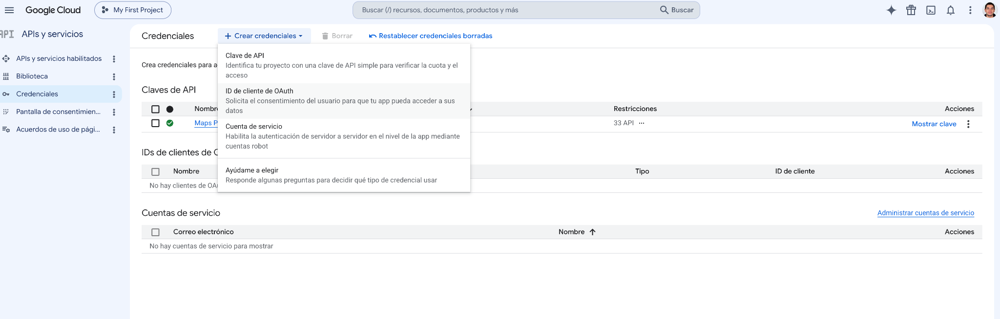 Google Cloud
My First Project
Buscar (/) recursos, documentos, productos y más
Buscar
API
APIs y servicios
APIs y servicios habilitados
Biblioteca
Credenciales
Pantalla de consentimien...
Acuerdos de uso de pági...
Credenciales
Crear credenciales
Borrar
Restablecer credenciales borradas
Clave de API
Identifica tu proyecto con una clave de API simple para verificar la cuota y el
acceso
ID de cliente de OAuth
Solicita el consentimiento del usuario para que tu app pueda acceder a sus
datos
Cuenta de servicio
Habilita la autenticación de servidor a servidor en el nivel de la app mediante
cuentas robot
Ayúdame a elegir
Responde algunas preguntas para decidir qué tipo de credencial usar
Crea credenciales para a
Claves de API
Nombre Restricciones Acciones
Maps P 33 API ... Mostrar clave
IDs de clientes de
Nombre Tipo ID de cliente Acciones
No hay clientes de OAu
Cuentas de servicio
Administrar cuentas de servicio
Correo electrónico Nombre Acciones
No hay cuentas de servicio para mostrar